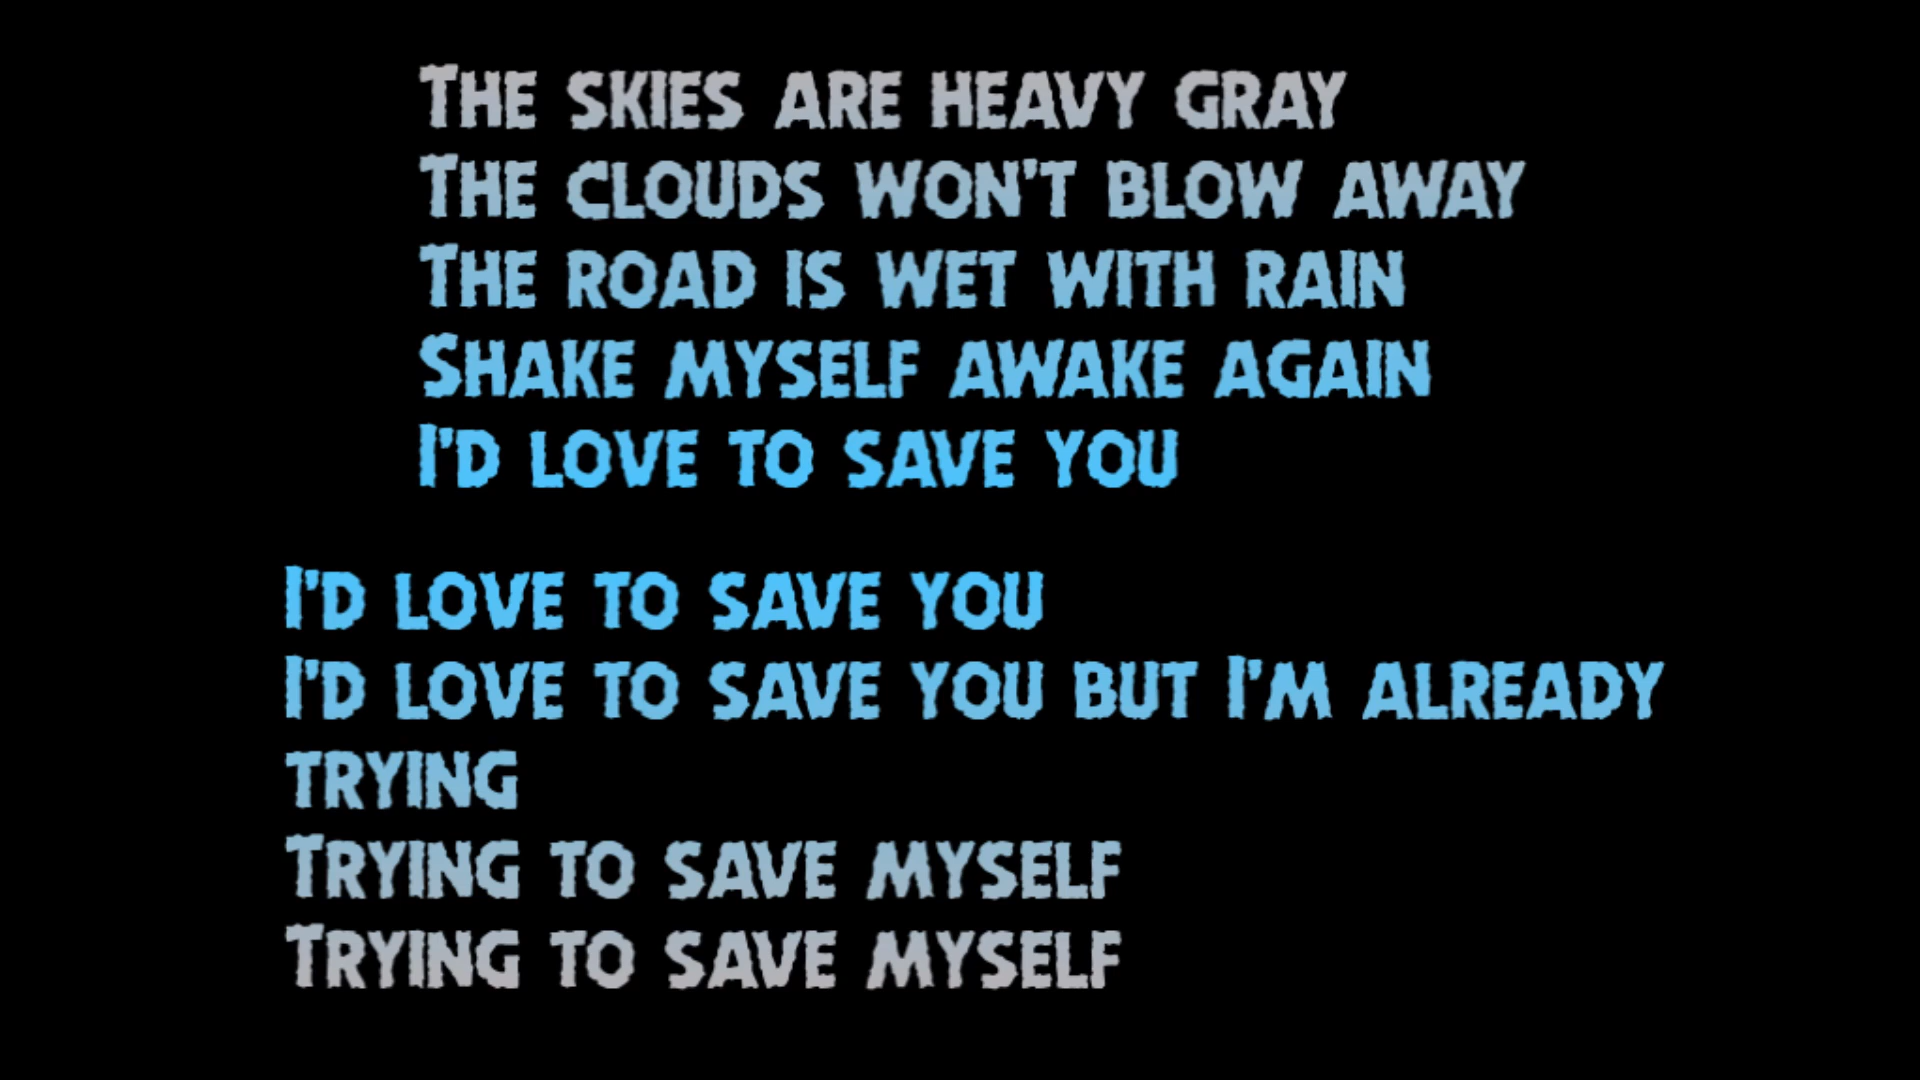 The skies are heavy gray
The clouds won't blow away
The road is wet with rain
Shake myself awake again
I'd love to save you
I'd love to save you
I'd love to save you but I'm already
trying
Trying to save myself
Trying to save myself